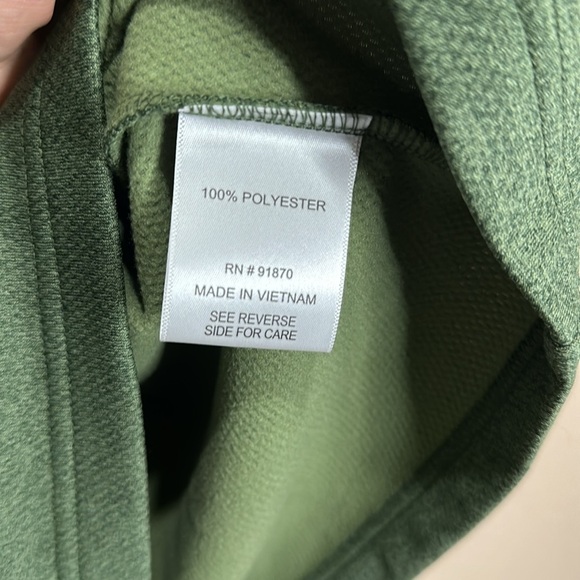 100% POLYESTER
RN # 91870
MADE IN VIETNAM
SEE REVERSE
SIDE FOR CARE